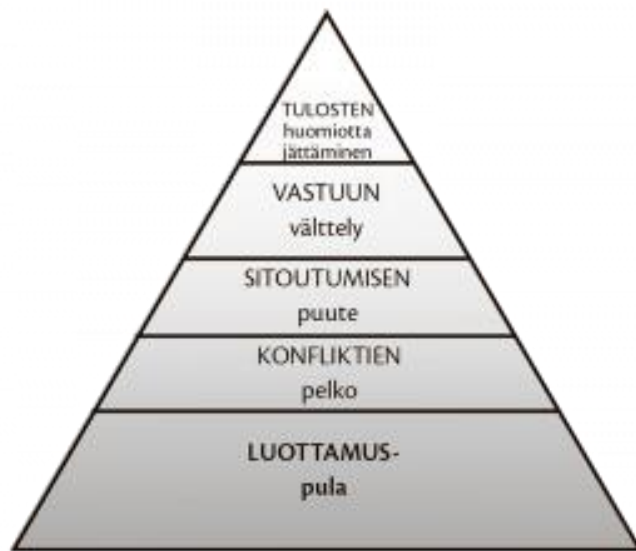 TULOSTEN
huomiotta
jättäminen
VASTUUN
välttely
SITOUTUMISEN
puute
KONFLIKTIEN
pelko
LUOTTAMUS-
pula